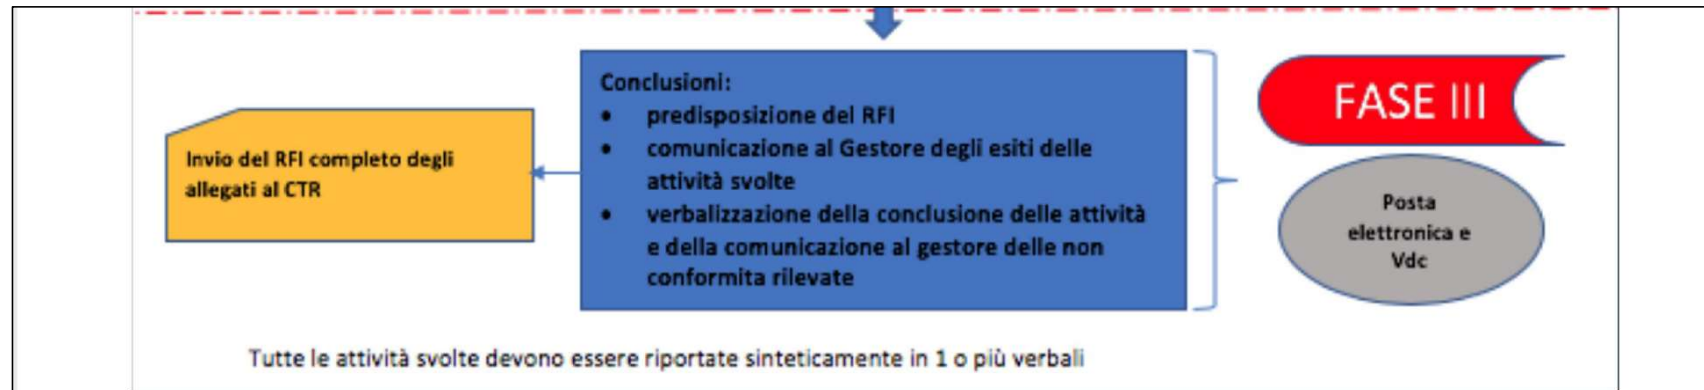 Conclusioni:
• predisposizione del RFI
• comunicazione al Gestore degli esiti delle
attività svolte
• verbalizzazione della conclusione delle attività
e della comunicazione al gestore delle non
conformita rilevate
Invio del RFI completo degli
allegati al CTR
FASE III
Posta
elettronica e
Vdc
Tutte le attività svolte devono essere riportate sinteticamente in 1 o più verbali